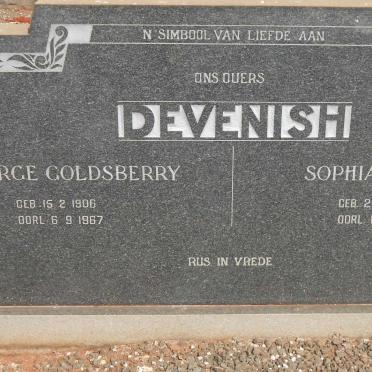 N SIMBOOL VAN LIEFDE AAN
ONS OUERS
DEVENISH
RGE GOLDSBERRY
GEB. 15 2 1906
OORL 6 9 1967
SOPHIA
GEB. 2
OORL
RUS IN VREDE